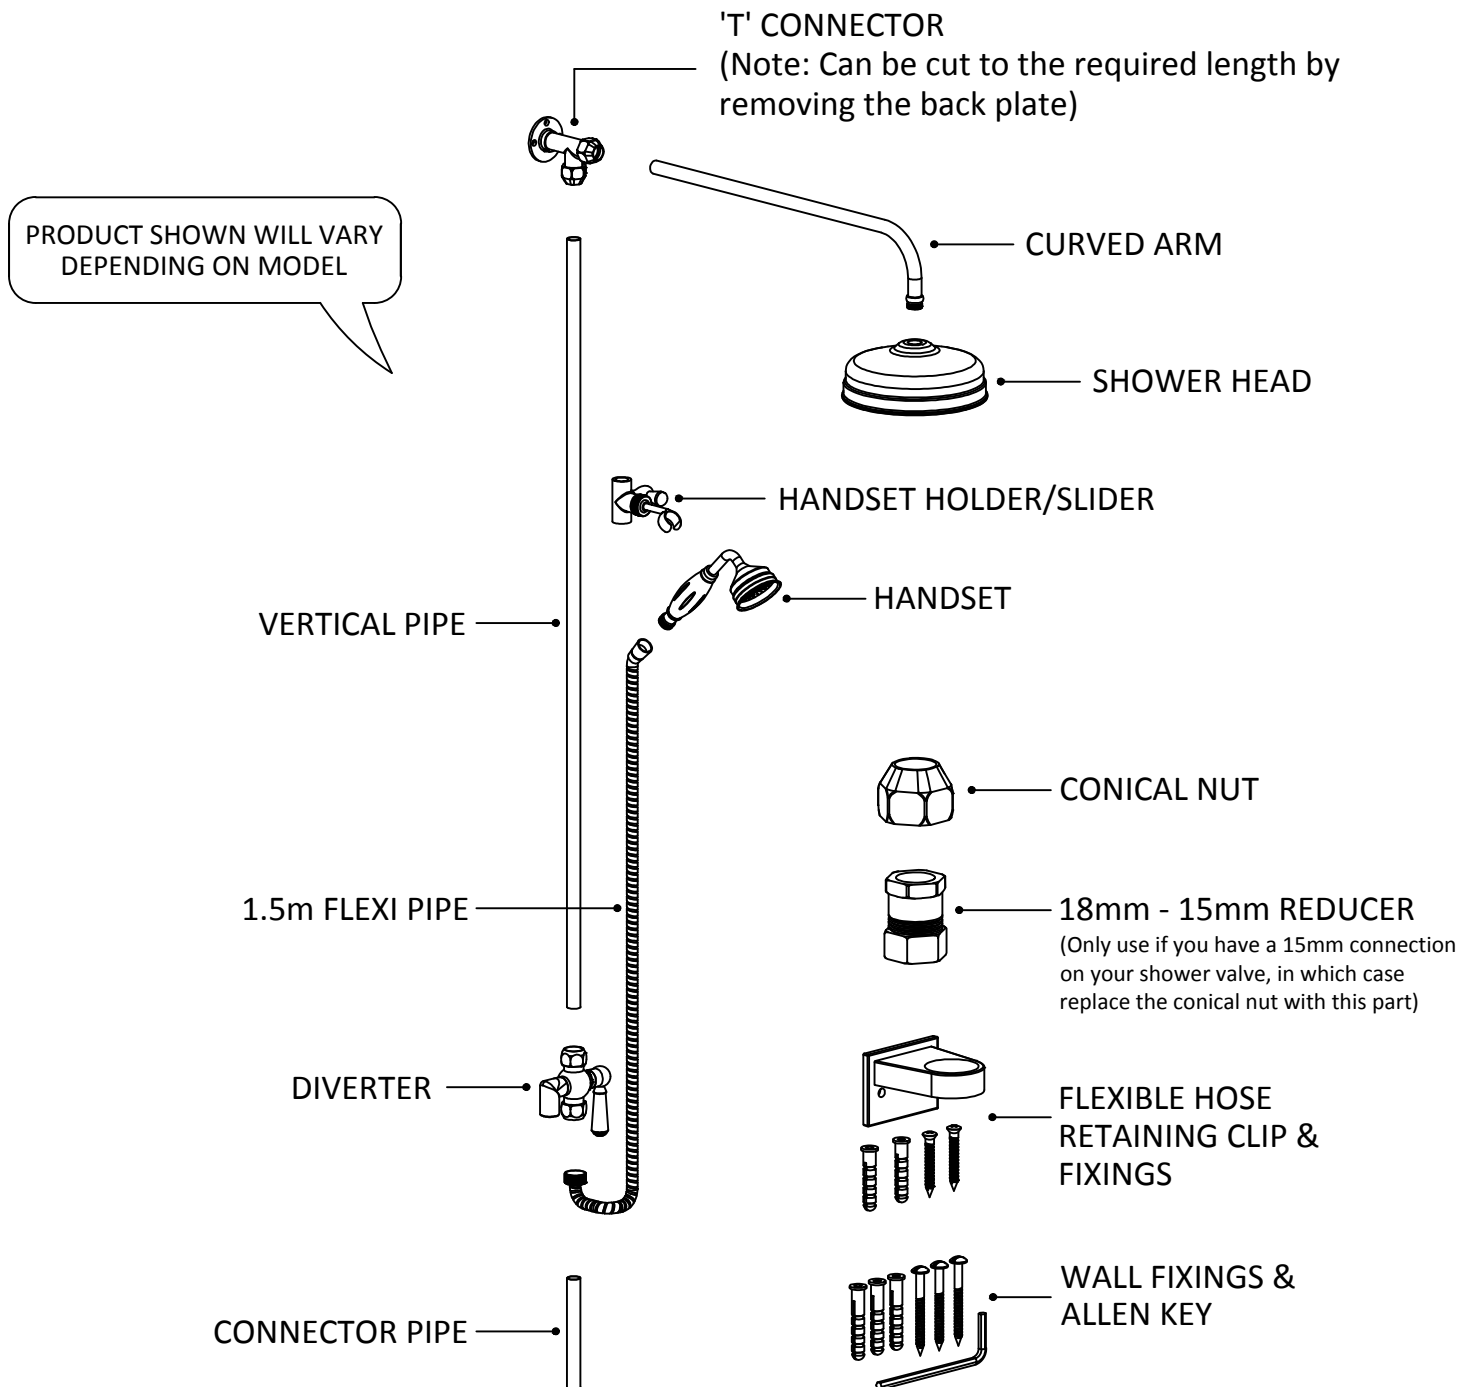 'T' CONNECTOR
(Note: Can be cut to the required length by
removing the back plate)
PRODUCT SHOWN WILL VARY
DEPENDING ON MODEL
CURVED ARM
SHOWER HEAD
HANDSET HOLDER/SLIDER
HANDSET
VERTICAL PIPE
CONICAL NUT
1.5m FLEXI PIPE
18mm - 15mm REDUCER
(Only use if you have a 15mm connection
on your shower valve, in which case
replace the conical nut with this part)
DIVERTER
FLEXIBLE HOSE
RETAINING CLIP &
FIXINGS
WALL FIXINGS &
ALLEN KEY
CONNECTOR PIPE